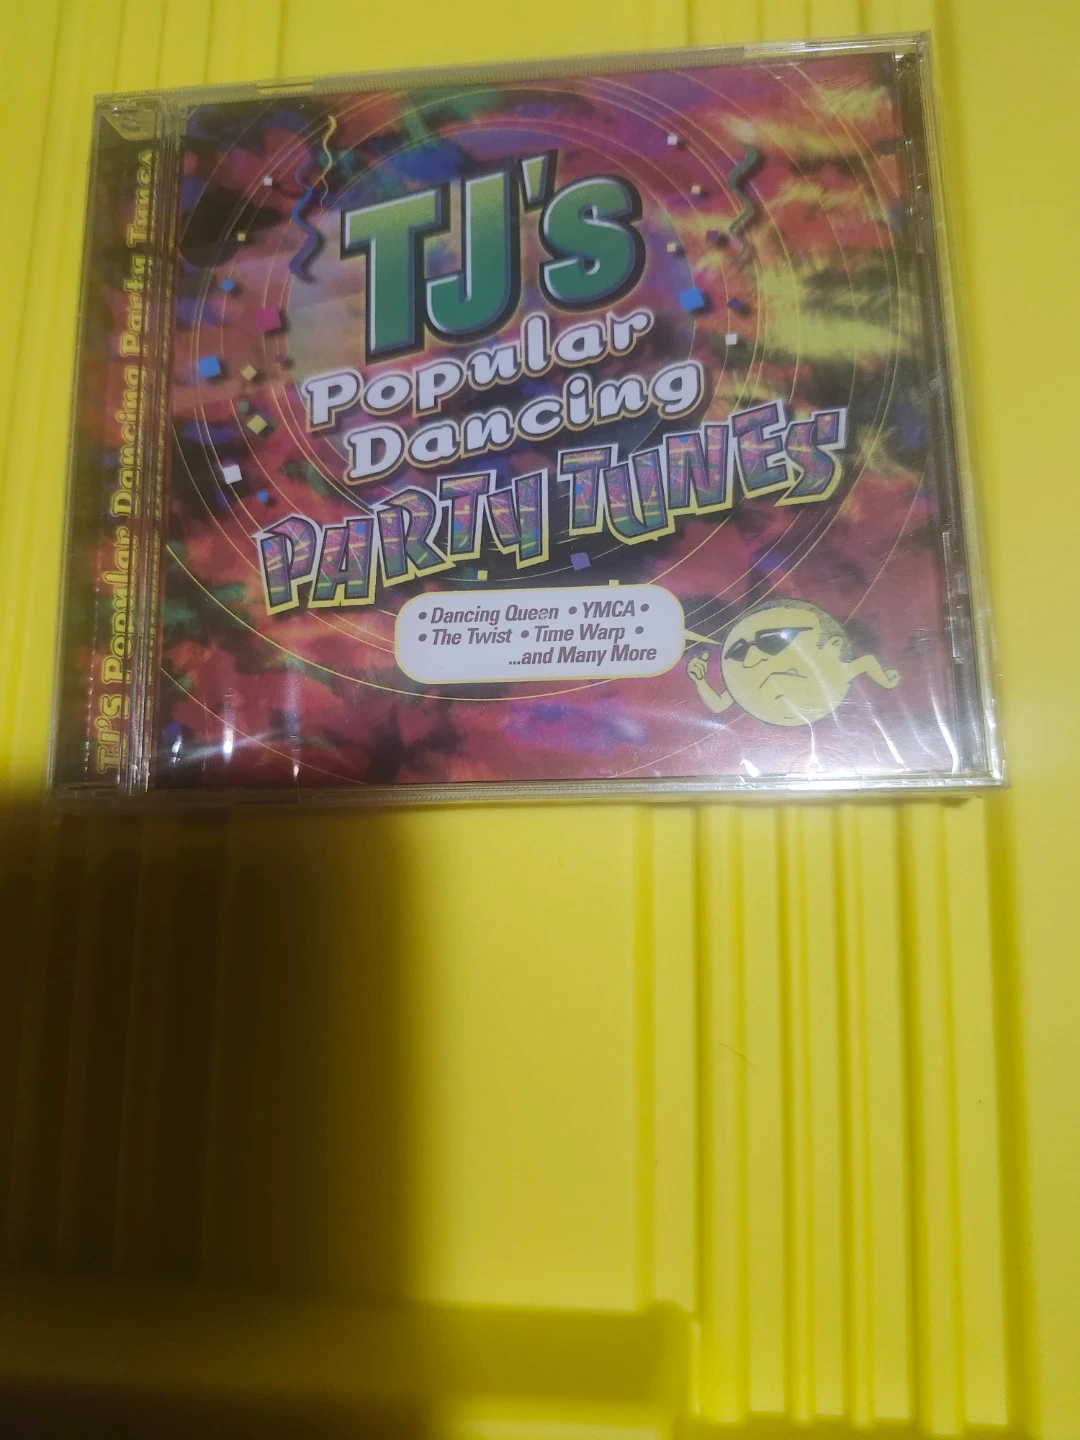 TJ's
Popular
Dancing
PARTY TUNES
• Dancing Queen • YMCA •
• The Twist • Time Warp •
...and Many More
TJ's Popular Dancing Party Tunes